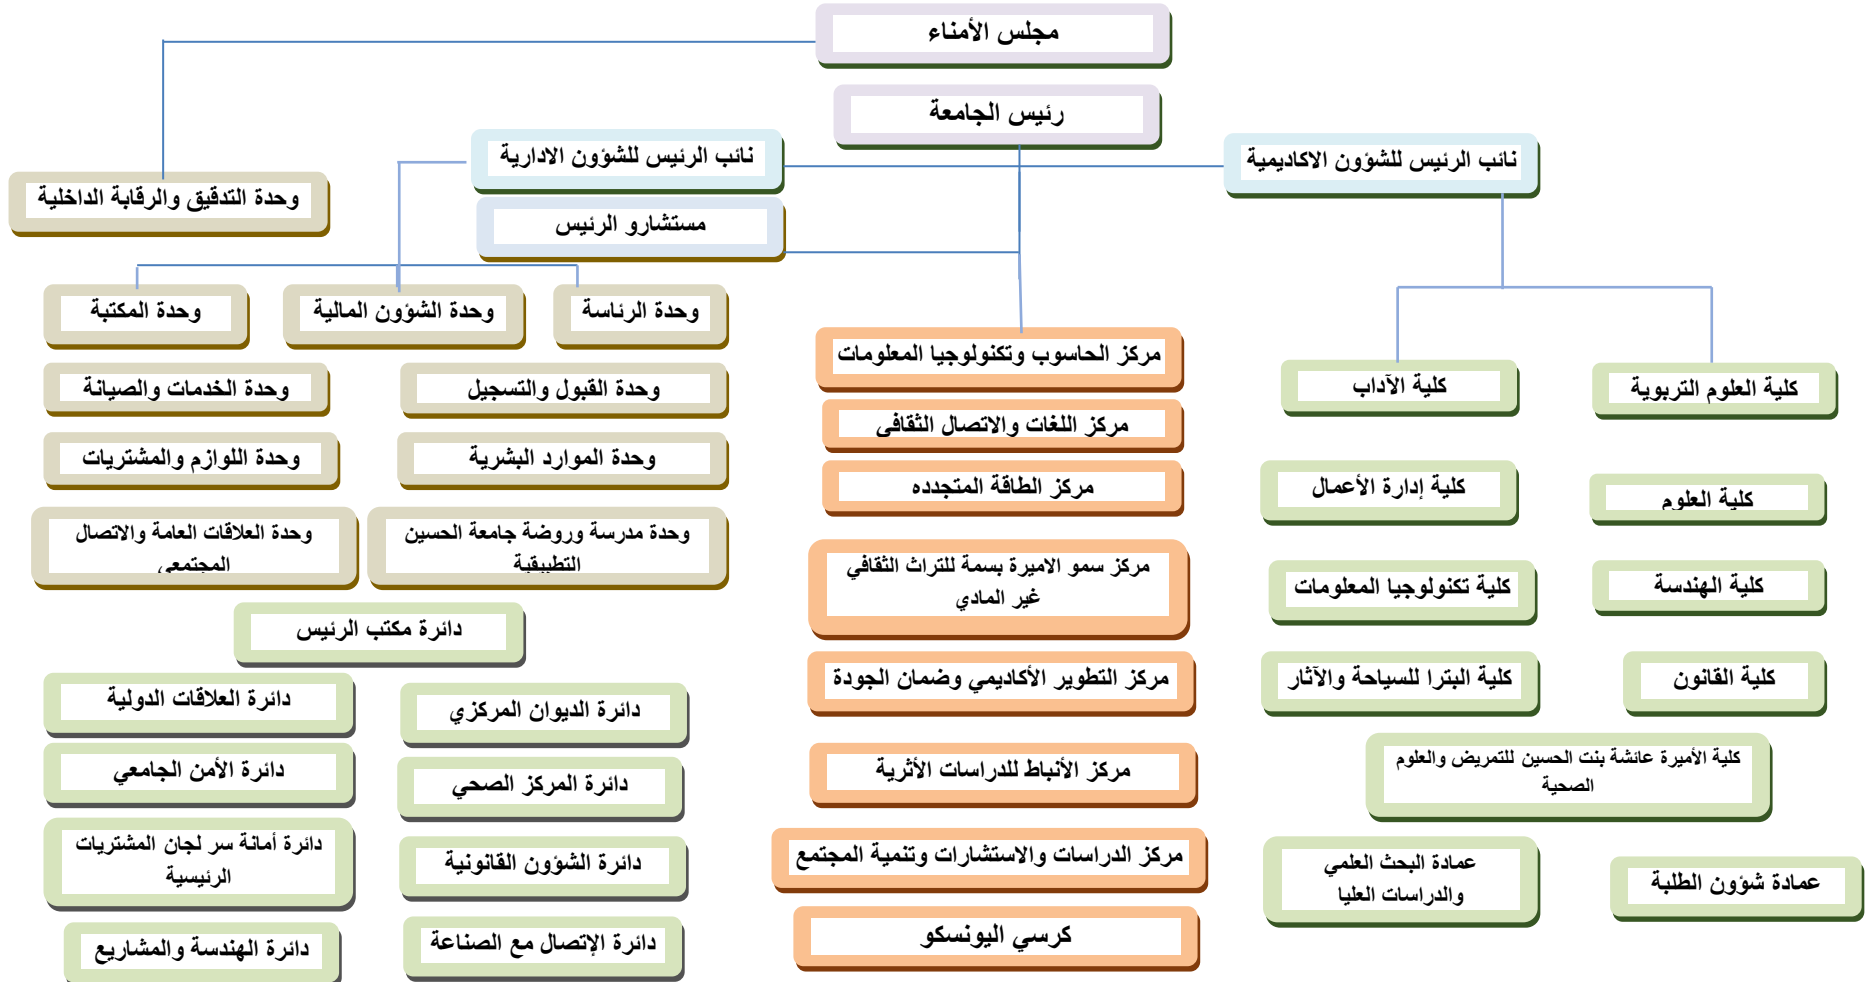 مجلس الأمناء
رئيس الجامعة
نائب الرئيس للشؤون الاكاديمية
نائب الرئيس للشؤون الادارية
وحدة التدقيق والرقابة الداخلية
مستشارو الرئيس
وحدة الرئاسة
وحدة الشؤون المالية
وحدة المكتبة
وحدة القبول والتسجيل
وحدة الخدمات والصيانة
وحدة الموارد البشرية
وحدة اللوازم والمشتريات
وحدة مدرسة وروضة جامعة الحسين
التطبيقية
وحدة العلاقات العامة والاتصال
المجتمعي
دائرة مكتب الرئيس
دائرة الديوان المركزي
دائرة العلاقات الدولية
دائرة المركز الصحي
دائرة الأمن الجامعي
دائرة الشؤون القانونية
دائرة أمانة سر لجان المشتريات
الرئيسية
دائرة الإتصال مع الصناعة
دائرة الهندسة والمشاريع
مركز الحاسوب وتكنولوجيا المعلومات
مركز اللغات والاتصال الثقافي
مركز الطاقة المتجدده
مركز سمو الاميرة بسمة للتراث الثقافي
غير المادي
مركز التطوير الأكاديمي وضمان الجودة
مركز الأنباط للدراسات الأثرية
مركز الدراسات والاستشارات وتنمية المجتمع
كرسي اليونسكو
كلية العلوم التربوية
كلية الآداب
كلية العلوم
كلية إدارة الأعمال
كلية الهندسة
كلية تكنولوجيا المعلومات
كلية القانون
كلية البترا للسياحة والآثار
كلية الأميرة عائشة بنت الحسين للتمريض والعلوم
الصحية
عمادة شؤون الطلبة
عمادة البحث العلمي
والدراسات العليا